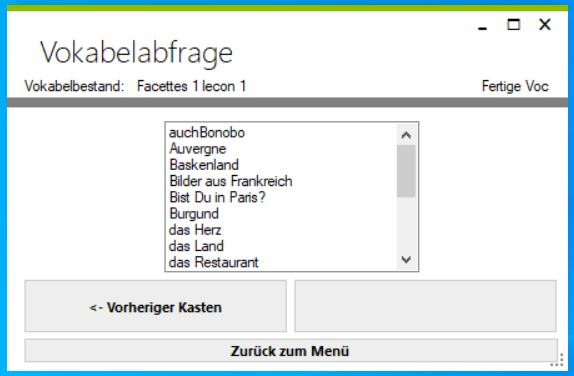 Vokabelabfrage
Vokabelbestand: Facettes 1 lecon 1 Fertige Voc
auchBonobo
Auvergne
Baskenland
Bilder aus Frankreich
Bist Du in Paris?
Burgund
das Herz
das Land
das Restaurant
<- Vorheriger Kasten
Zurück zum Menü